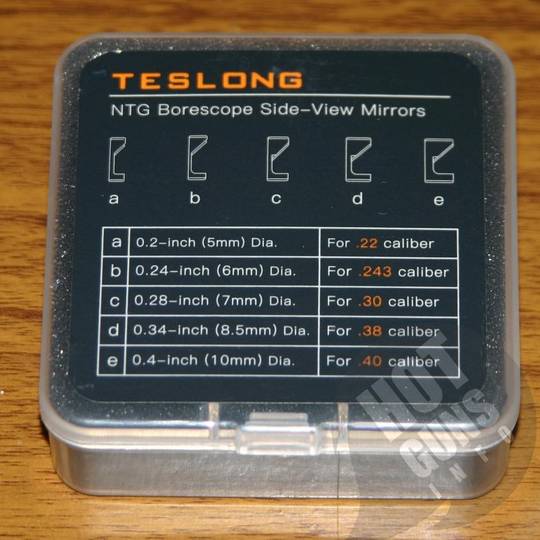 TESLONG
NTG Borescope Side-View Mirrors
a b c d e
a 0.2-inch (5mm) Dia. For .22 caliber
b 0.24-inch (6mm) Dia. For .243 caliber
c 0.28-inch (7mm) Dia. For .30 caliber
d 0.34-inch (8.5mm) Dia. For .38 caliber
e 0.4-inch (10mm) Dia. For .40 caliber
HOT
GUNS
INFO